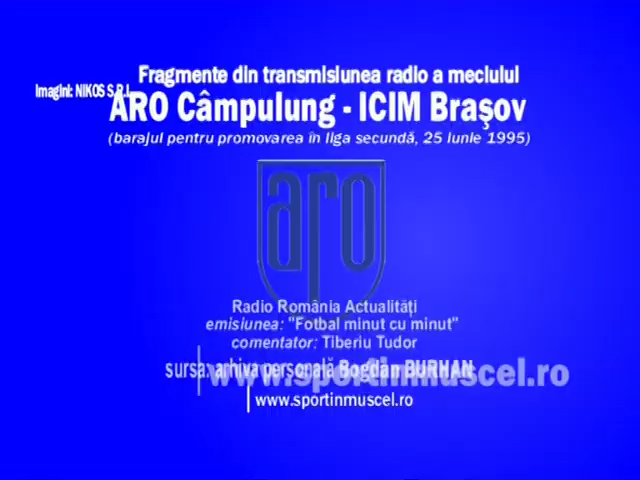 Fragmente din transmisiunea radio a meciului
Imagini: NIKOS S.R.L.
ARO Câmpulung - ICIM Braşov
(barajul pentru promovarea în liga secundă, 25 Iunie 1995)
aro
Radio România Actualităţi
emisiunea: "Fotbal minut cu minut"
comentator: Tiberiu Tudor
sursa: arhiva personală Bogdan BURHAN
www.sportinmuscel.ro
www.sportinmuscel.ro